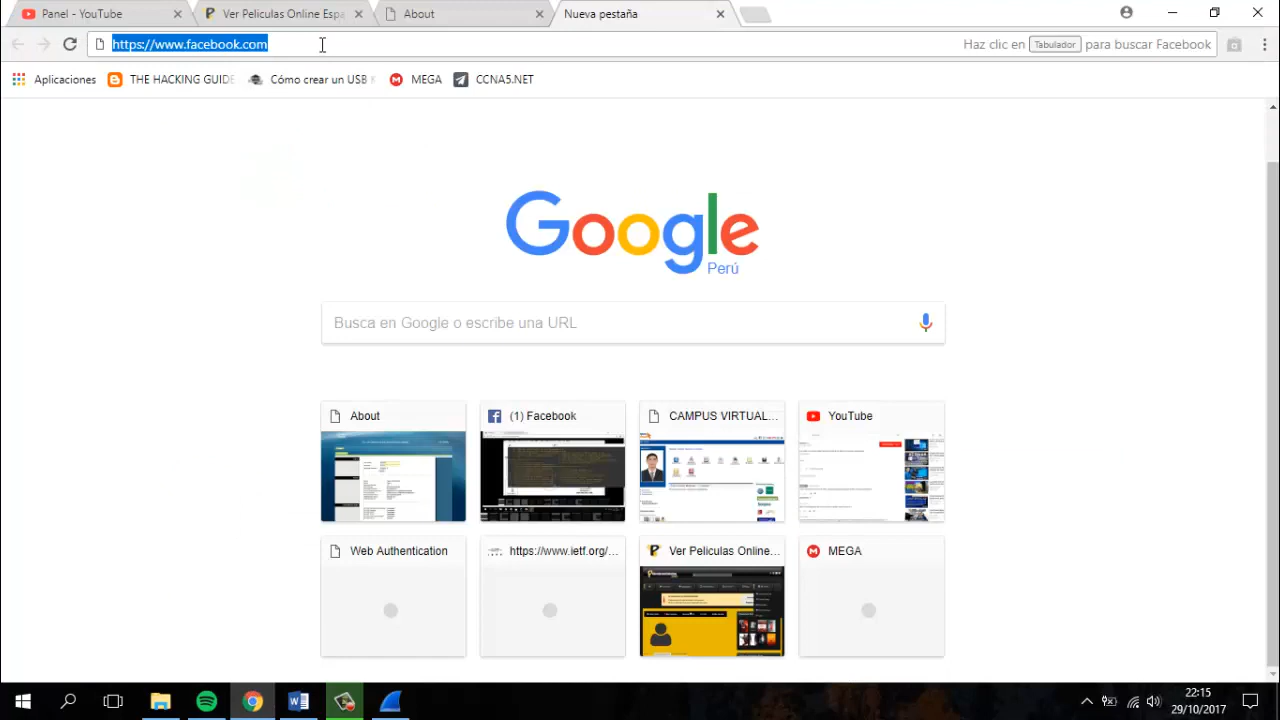 Panel - YouTube
Ver Peliculas Online Espa
About
Nueva pestaña
https://www.facebook.com
Haz clic en Tabulador para buscar Facebook
Aplicaciones
THE HACKING GUIDE
Cómo crear un USB
MEGA
CCNA5.NET
Google
Perú
Busca en Google o escribe una URL
About
(1) Facebook
CAMPUS VIRTUAL...
YouTube
Web Authentication
https://www.ietf.org/...
Ver Peliculas Online...
MEGA
22:15
29/10/2017